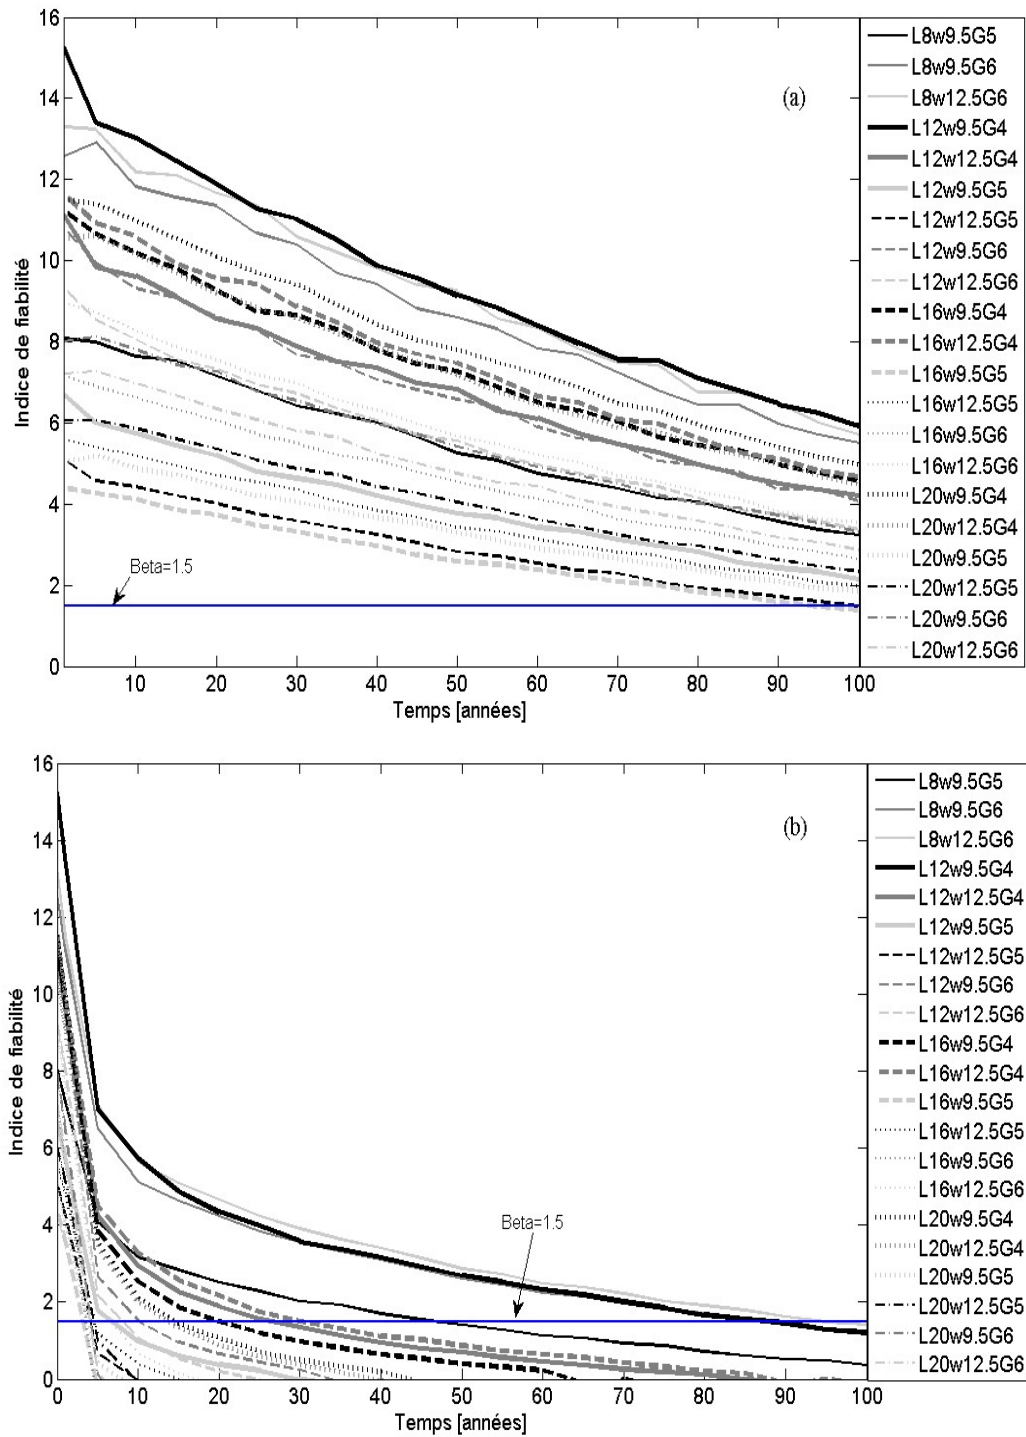 16
14
12
10
8
6
4
2
0
Indice de fiabilité
(a)
Beta=1.5
10 20 30 40 50 60 70 80 90 100
Temps [années]
L8w9.5G5
L8w9.5G6
L8w12.5G6
L12w9.5G4
L12w12.5G4
L12w9.5G5
L12w12.5G5
L12w9.5G6
L12w12.5G6
L16w9.5G4
L16w12.5G4
L16w9.5G5
L16w12.5G5
L16w9.5G6
L16w12.5G6
L20w9.5G4
L20w12.5G4
L20w9.5G5
L20w12.5G5
L20w9.5G6
L20w12.5G6
16
14
12
10
8
6
4
2
0
Indice de fiabilité
(b)
Beta=1.5
0 10 20 30 40 50 60 70 80 90 100
Temps [années]
L8w9.5G5
L8w9.5G6
L8w12.5G6
L12w9.5G4
L12w12.5G4
L12w9.5G5
L12w12.5G5
L12w9.5G6
L12w12.5G6
L16w9.5G4
L16w12.5G4
L16w9.5G5
L16w12.5G5
L16w9.5G6
L16w12.5G6
L20w9.5G4
L20w12.5G4
L20w9.5G5
L20w12.5G5
L20w9.5G6
L20w12.5G6